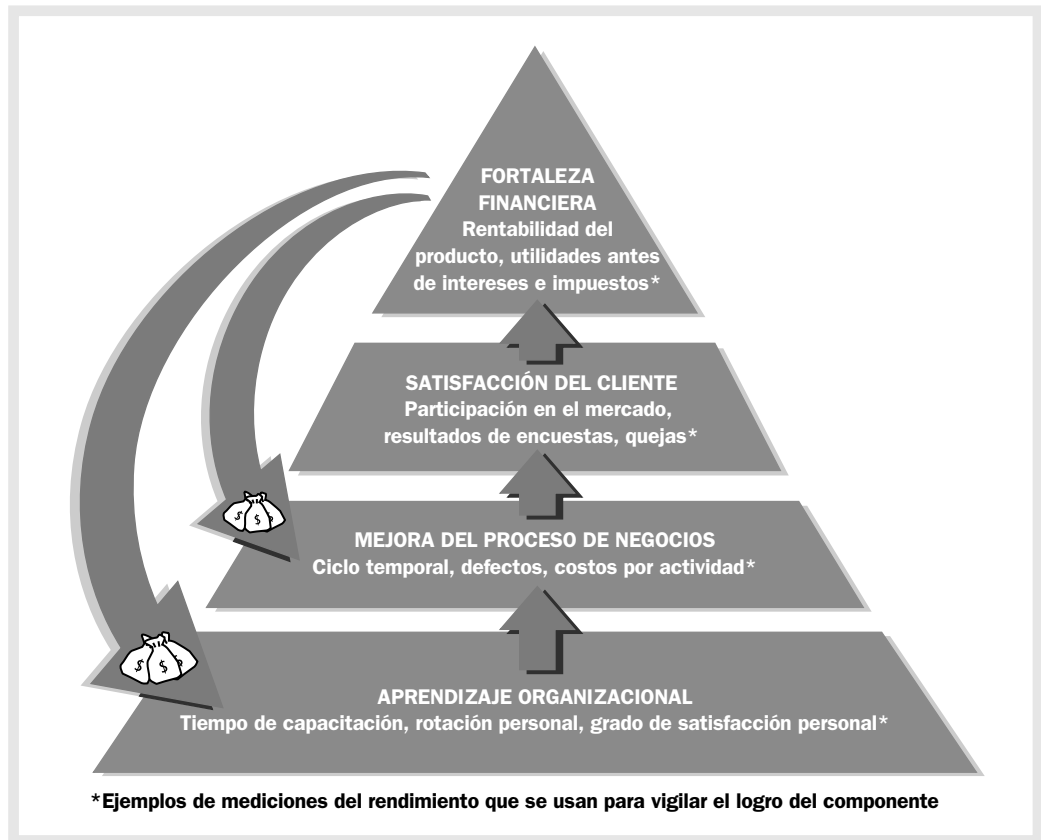 FORTALEZA
FINANCIERA
Rentabilidad del
producto, utilidades antes
de intereses e impuestos*
SATISFACCIÓN DEL CLIENTE
Participación en el mercado,
resultados de encuestas, quejas*
$ $ $
MEJORA DEL PROCESO DE NEGOCIOS
Ciclo temporal, defectos, costos por actividad*
$ $ $
APRENDIZAJE ORGANIZACIONAL
Tiempo de capacitación, rotación personal, grado de satisfacción personal*
*Ejemplos de mediciones del rendimiento que se usan para vigilar el logro del componente